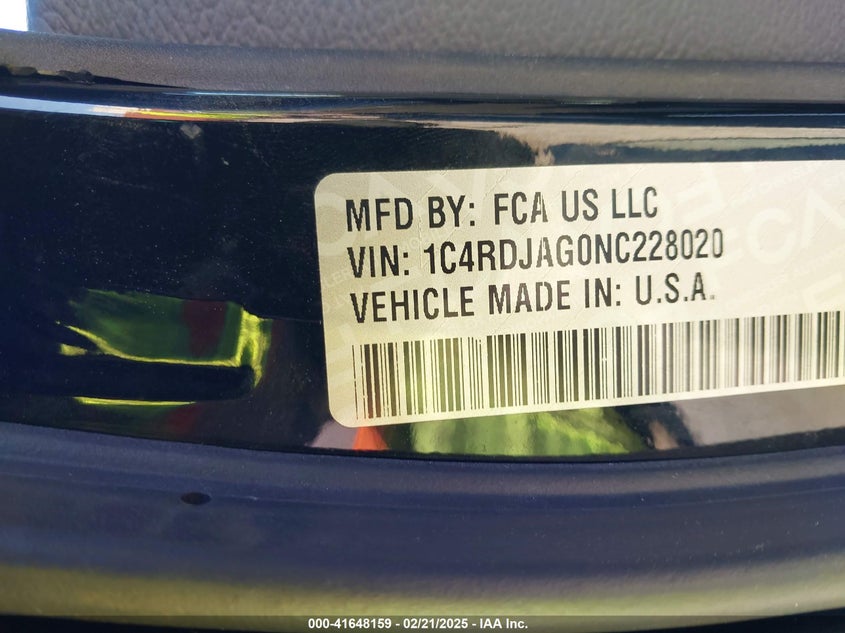 MFD BY: FCA US LLC
VIN: 1C4RDJAG0NC228020
VEHICLE MADE IN: U.S.A.
000-41648159 - 02/21/2025 - IAA Inc.